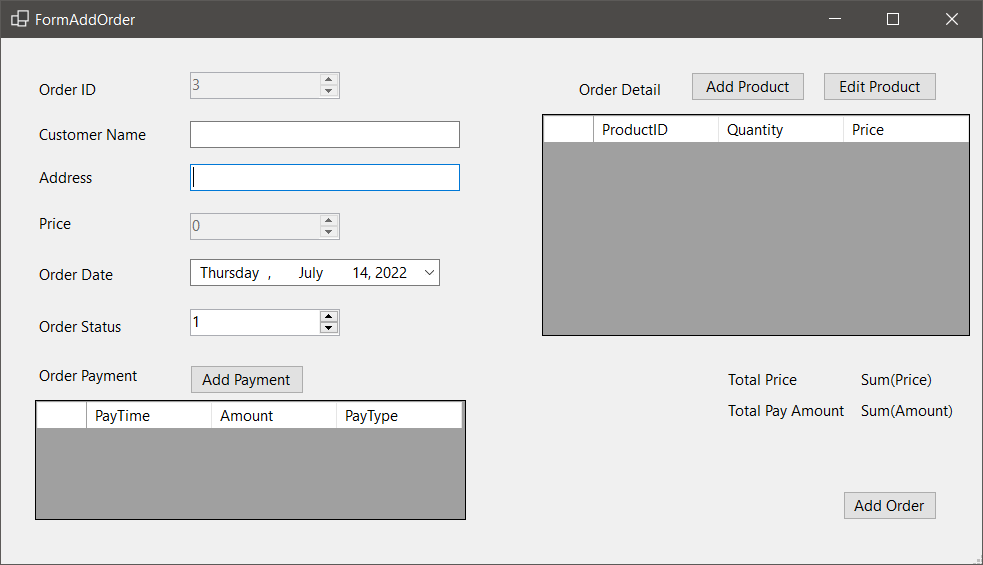 FormAddOrder
Order ID 3
Customer Name
Address
Price 0
Order Date Thursday , July 14, 2022
Order Status 1
Order Payment Add Payment
PayTime Amount PayType
Order Detail Add Product Edit Product
ProductID Quantity Price
Total Price Sum(Price)
Total Pay Amount Sum(Amount)
Add Order